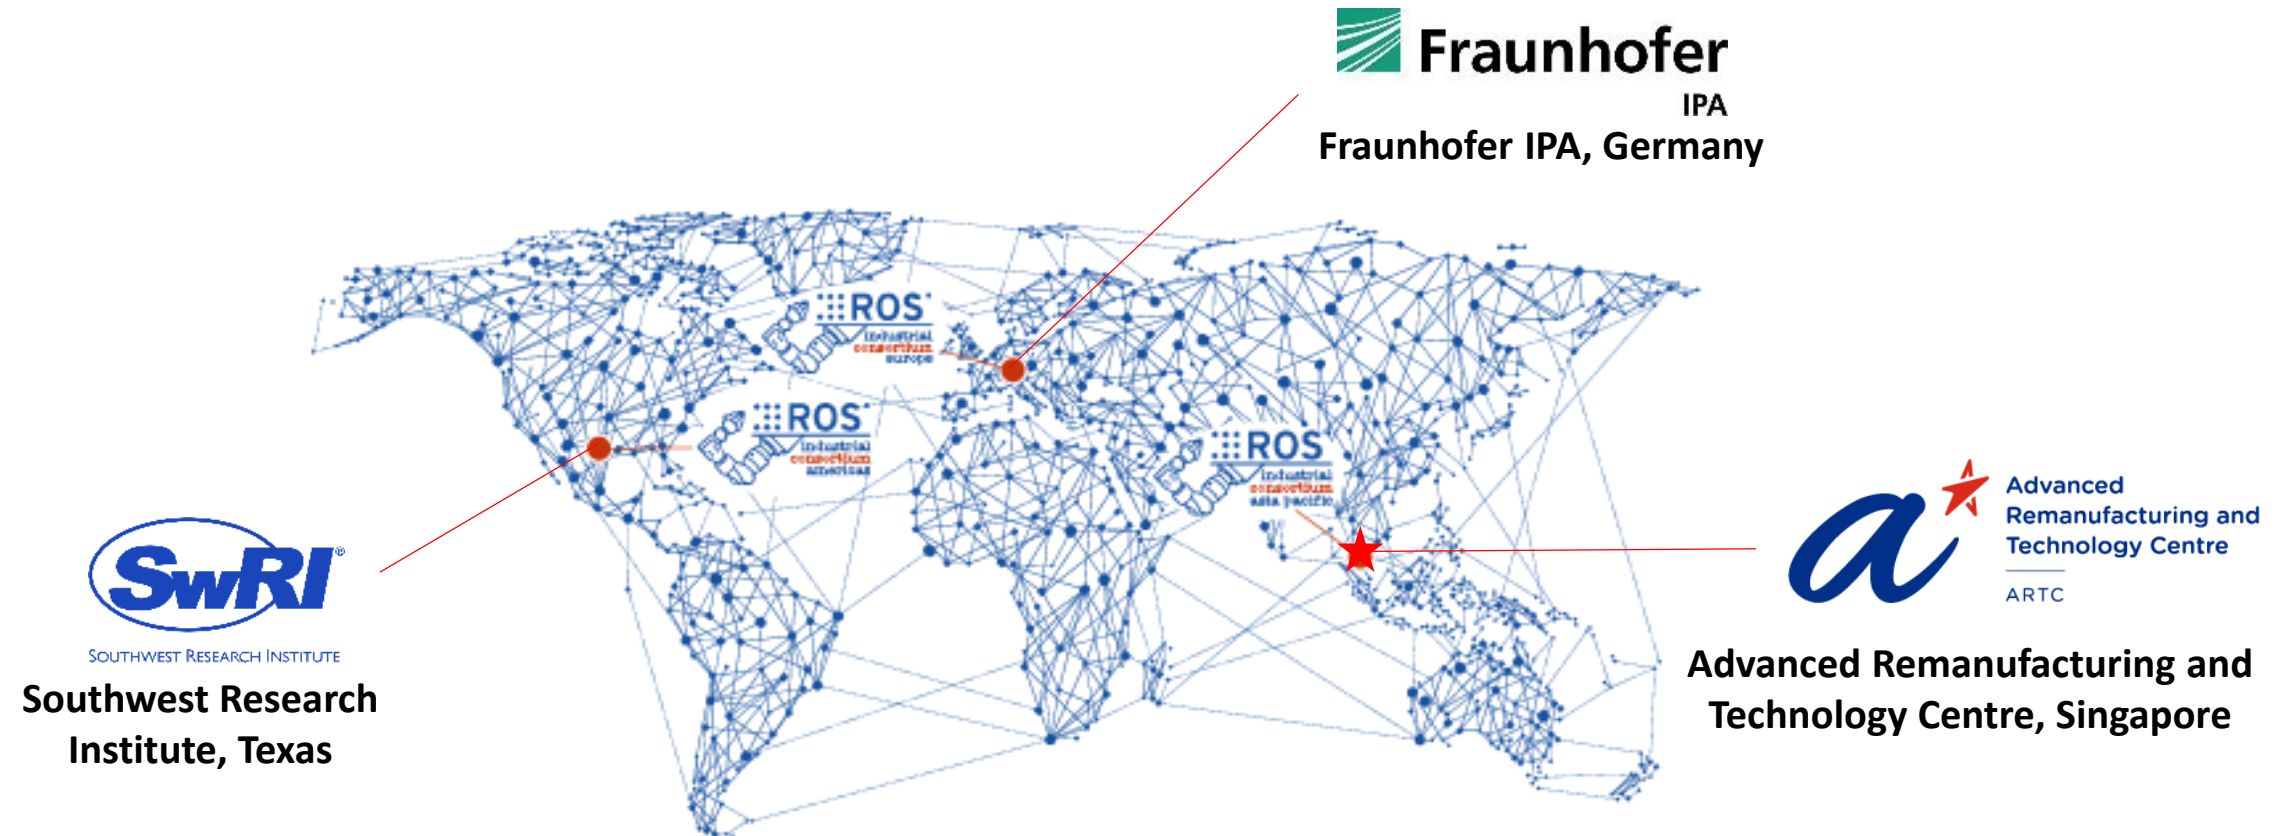 Fraunhofer
IPA
Fraunhofer IPA, Germany
ROS
industrial
consortium
europe
ROS
industrial
consortium
americas
ROS
industrial
consortium
asia pacific
SwRI®
SOUTHWEST RESEARCH INSTITUTE
Southwest Research
Institute, Texas
Advanced
Remanufacturing and
Technology Centre
ARTC
Advanced Remanufacturing and
Technology Centre, Singapore